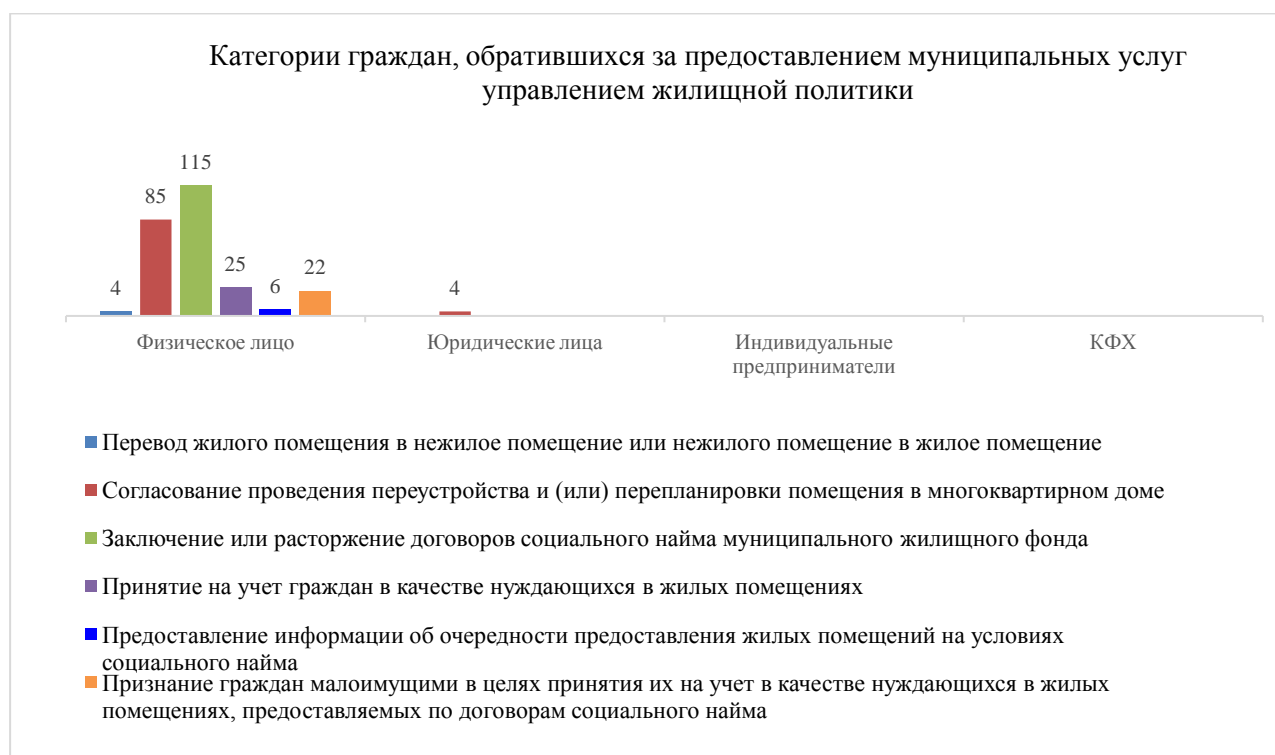 Категории граждан, обратившихся за предоставлением муниципальных услуг
управлением жилищной политики
115
85
25
22
4
6
4
Физическое лицо
Юридические лица
Индивидуальные
предприниматели
КФХ
Перевод жилого помещения в нежилое помещение или нежилого помещение в жилое помещение
Согласование проведения переустройства и (или) перепланировки помещения в многоквартирном доме
Заключение или расторжение договоров социального найма муниципального жилищного фонда
Принятие на учет граждан в качестве нуждающихся в жилых помещениях
Предоставление информации об очередности предоставления жилых помещений на условиях
социального найма
Признание граждан малоимущими в целях принятия их на учет в качестве нуждающихся в жилых
помещениях, предоставляемых по договорам социального найма